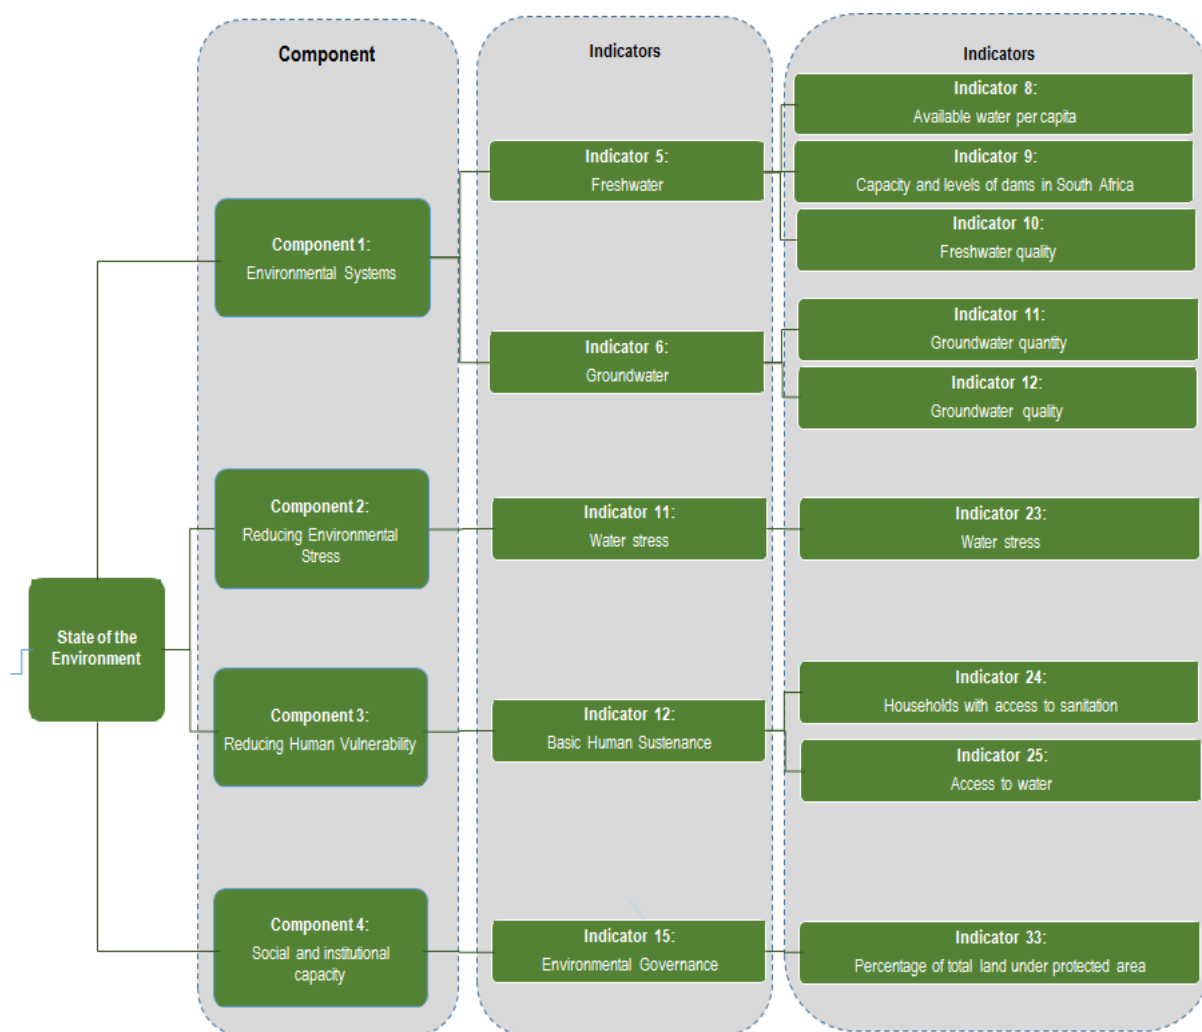 Component
Indicators
Indicators
State of the
Environment
Component 1:
Environmental Systems
Indicator 5:
Freshwater
Indicator 8:
Available water per capita
Indicator 9:
Capacity and levels of dams in South Africa
Indicator 10:
Freshwater quality
Indicator 6:
Groundwater
Indicator 11:
Groundwater quantity
Indicator 12:
Groundwater quality
Component 2:
Reducing Environmental
Stress
Indicator 11:
Water stress
Indicator 23:
Water stress
Component 3:
Reducing Human Vulnerability
Indicator 12:
Basic Human Sustenance
Indicator 24:
Households with access to sanitation
Indicator 25:
Access to water
Component 4:
Social and institutional
capacity
Indicator 15:
Environmental Governance
Indicator 33:
Percentage of total land under protected area